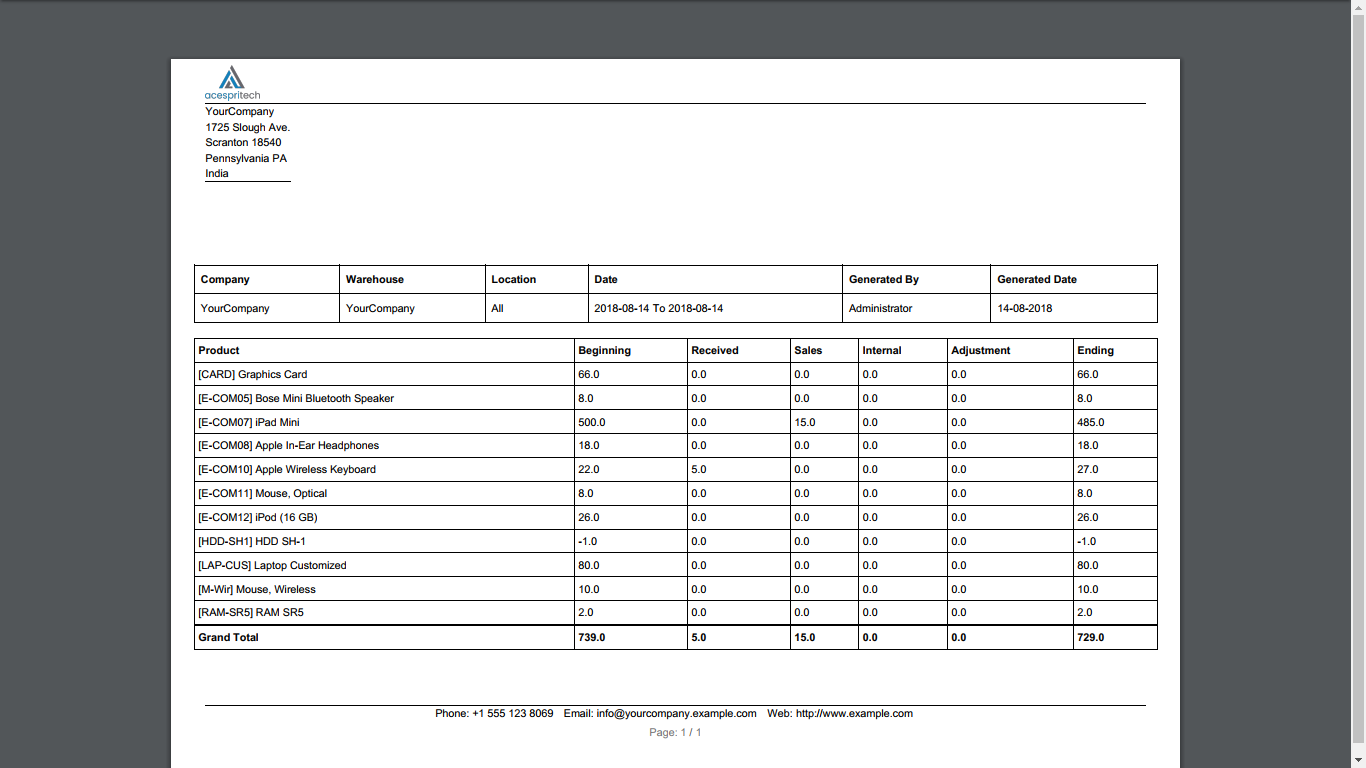 acespritech
YourCompany
1725 Slough Ave.
Scranton 18540
Pennsylvania PA
India
Company Warehouse Location Date Generated By Generated Date
YourCompany YourCompany All 2018-08-14 To 2018-08-14 Administrator 14-08-2018
Product Beginning Received Sales Internal Adjustment Ending
[CARD] Graphics Card 66.0 0.0 0.0 0.0 0.0 66.0
[E-COM05] Bose Mini Bluetooth Speaker 8.0 0.0 0.0 0.0 0.0 8.0
[E-COM07] iPad Mini 500.0 0.0 15.0 0.0 0.0 485.0
[E-COM08] Apple In-Ear Headphones 18.0 0.0 0.0 0.0 0.0 18.0
[E-COM10] Apple Wireless Keyboard 22.0 5.0 0.0 0.0 0.0 27.0
[E-COM11] Mouse, Optical 8.0 0.0 0.0 0.0 0.0 8.0
[E-COM12] iPod (16 GB) 26.0 0.0 0.0 0.0 0.0 26.0
[HDD-SH1] HDD SH-1 -1.0 0.0 0.0 0.0 0.0 -1.0
[LAP-CUS] Laptop Customized 80.0 0.0 0.0 0.0 0.0 80.0
[M-Wir] Mouse, Wireless 10.0 0.0 0.0 0.0 0.0 10.0
[RAM-SR5] RAM SR5 2.0 0.0 0.0 0.0 0.0 2.0
Grand Total 739.0 5.0 15.0 0.0 0.0 729.0
Phone: +1 555 123 8069 Email: info@yourcompany.example.com Web: http://www.example.com
Page: 1 / 1